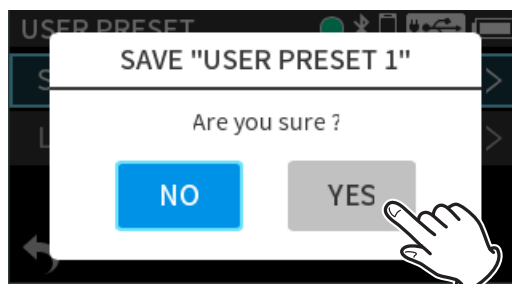 USER PRESET
SAVE "USER PRESET 1"
S
Are you sure ?
L
NO YES